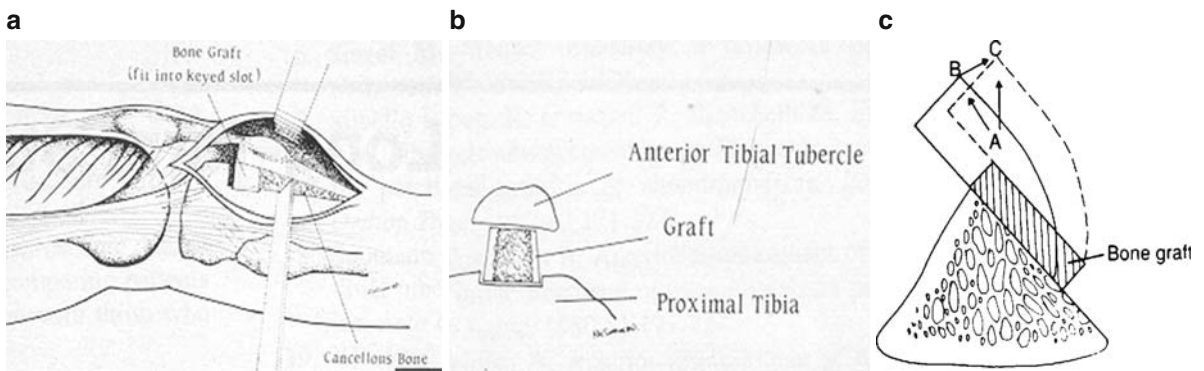 a
Bone Graft
(fit into keyed slot)
Cancellous Bone
b
Anterior Tibial Tubercle
Graft
Proximal Tibia
c
C
B
A
Bone graft